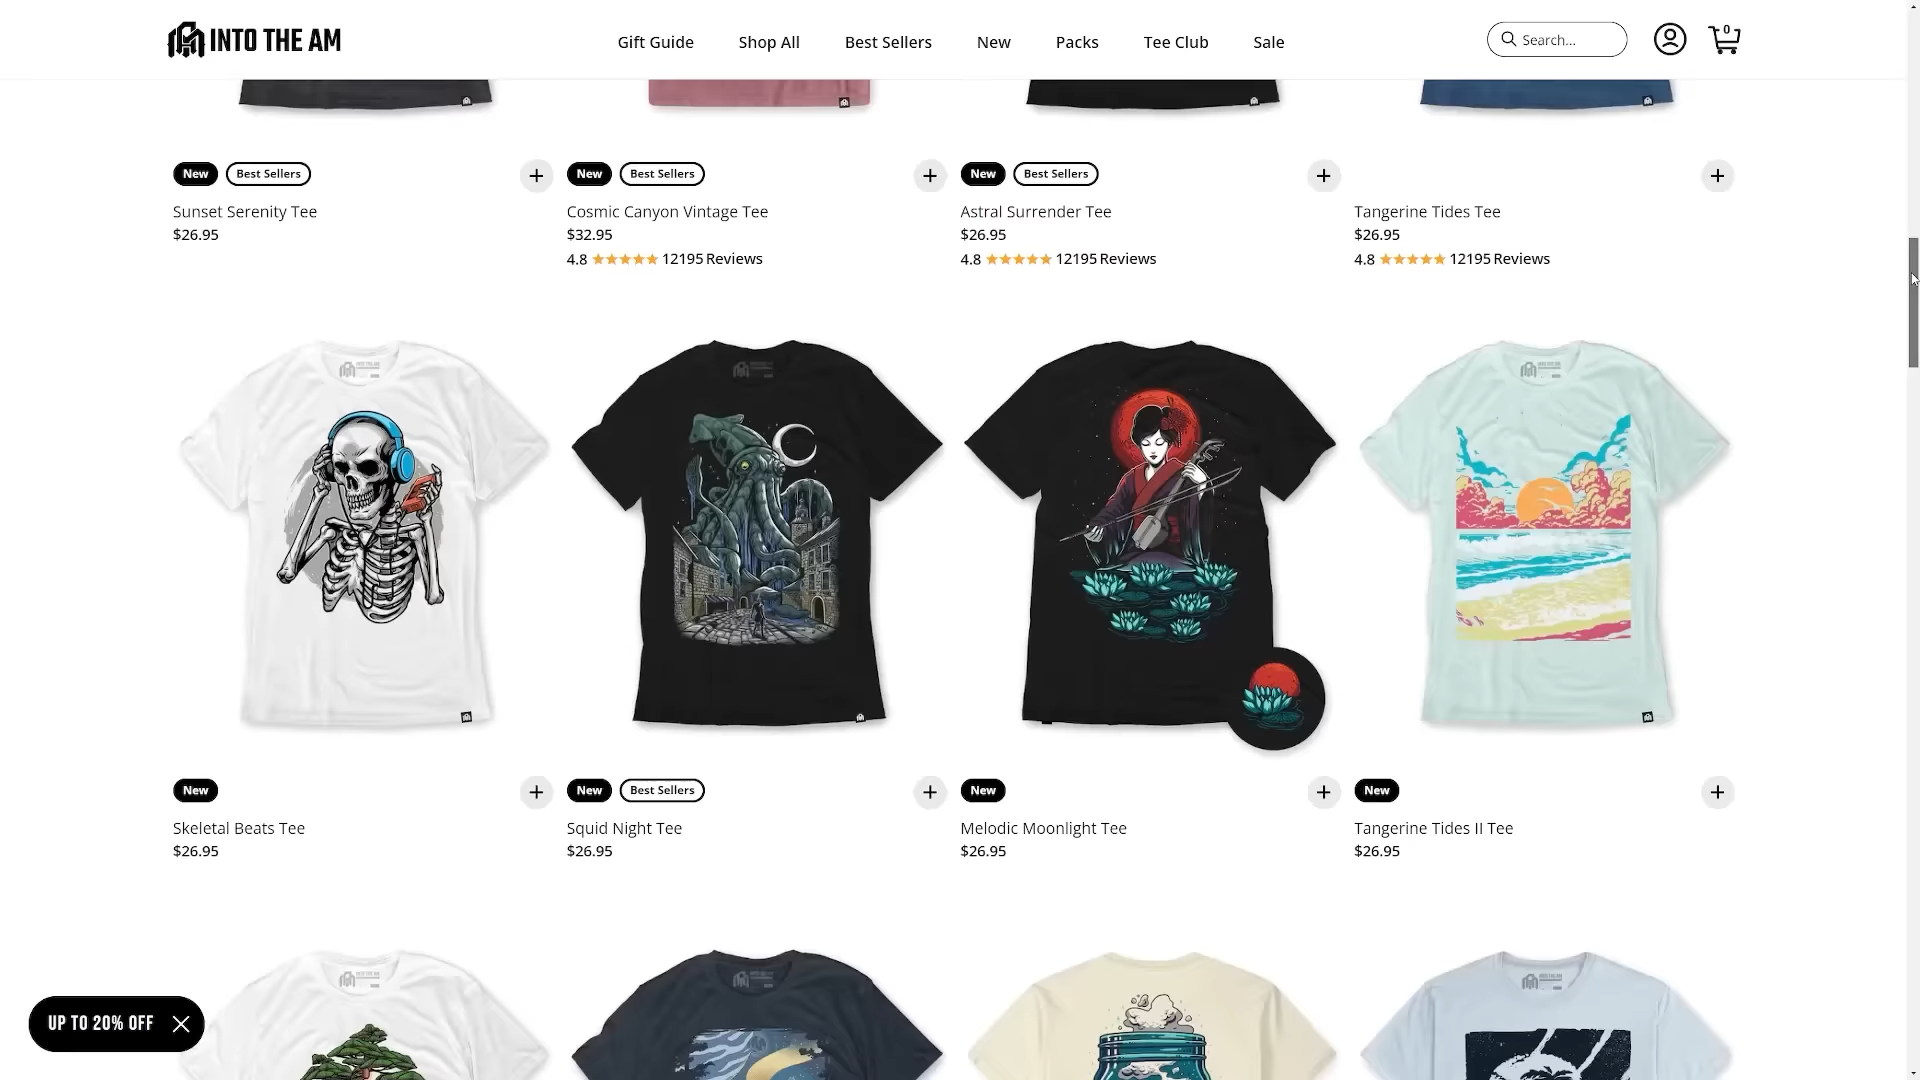 INTO THE AM
Gift Guide
Shop All
Best Sellers
New
Packs
Tee Club
Sale
Search...
0
New Best Sellers
Sunset Serenity Tee
$26.95
New Best Sellers
Cosmic Canyon Vintage Tee
$32.95
4.8 12195 Reviews
New Best Sellers
Astral Surrender Tee
$26.95
4.8 12195 Reviews
Tangerine Tides Tee
$26.95
4.8 12195 Reviews
New
Skeletal Beats Tee
$26.95
New Best Sellers
Squid Night Tee
$26.95
New
Melodic Moonlight Tee
$26.95
New
Tangerine Tides II Tee
$26.95
UP TO 20% OFF